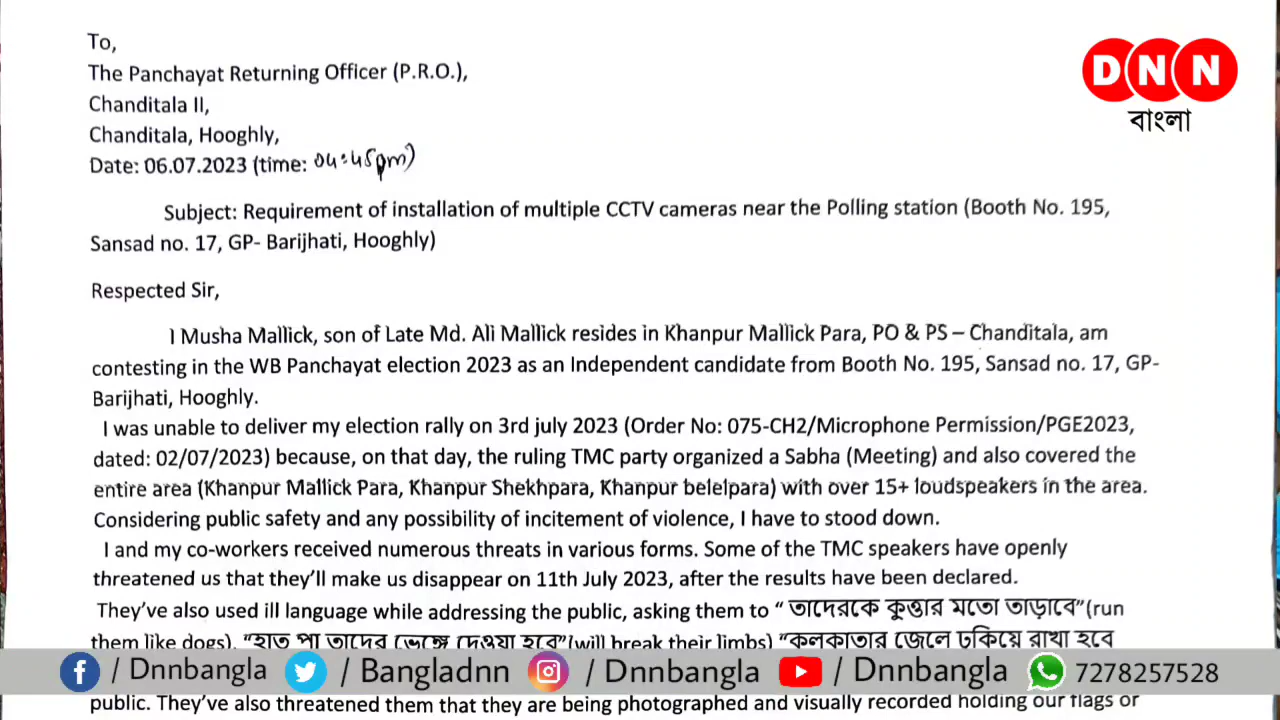 To,
The Panchayat Returning Officer (P.R.O.),
Chanditala II,
Chanditala, Hooghly,
Date: 06.07.2023 (time: 04:45pm)
Subject: Requirement of installation of multiple CCTV cameras near the Polling station (Booth No. 195,
Sansad no. 17, GP- Barijhati, Hooghly)
Respected Sir,
I Musha Mallick, son of Late Md. Ali Mallick resides in Khanpur Mallick Para, PO & PS – Chanditala, am
contesting in the WB Panchayat election 2023 as an Independent candidate from Booth No. 195, Sansad no. 17, GP-
Barijhati, Hooghly.
I was unable to deliver my election rally on 3rd july 2023 (Order No: 075-CH2/Microphone Permission/PGE2023,
dated: 02/07/2023) because, on that day, the ruling TMC party organized a Sabha (Meeting) and also covered the
entire area (Khanpur Mallick Para, Khanpur Shekhpara, Khanpur belelpara) with over 15+ loudspeakers in the area.
Considering public safety and any possibility of incitement of violence, I have to stood down.
I and my co-workers received numerous threats in various forms. Some of the TMC speakers have openly
threatened us that they'll make us disappear on 11th July 2023, after the results have been declared.
They've also used ill language while addressing the public, asking them to " তাদেরকে কুত্তার মতো তাড়াবে"(run
them like dogs), "হাত পা তাদের ভেঙ্গে দেওয়া হবে"(will break their limbs) "কলকাতার জেলে ঢুকিয়ে রাখা হবে
public. They've also threatened them that they are being photographed and visually recorded holding our flags or
DNN
বাংলা
/ Dnnbangla / Bangladnn / Dnnbangla / Dnnbangla 7278257528